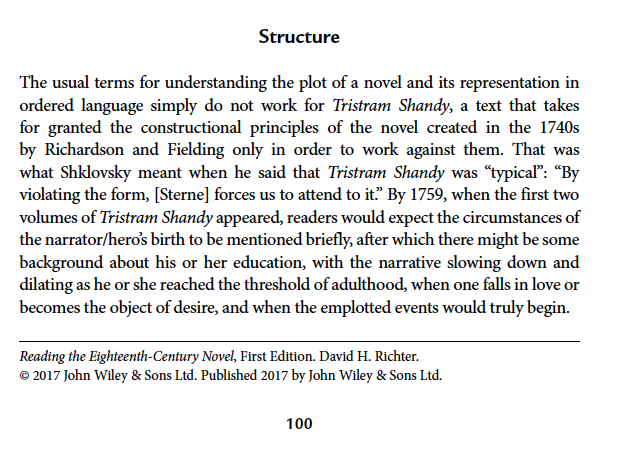 Structure
The usual terms for understanding the plot of a novel and its representation in
ordered language simply do not work for Tristram Shandy, a text that takes
for granted the constructional principles of the novel created in the 1740s
by Richardson and Fielding only in order to work against them. That was
what Shklovsky meant when he said that Tristram Shandy was “typical”: “By
violating the form, [Sterne] forces us to attend to it.” By 1759, when the first two
volumes of Tristram Shandy appeared, readers would expect the circumstances of
the narrator/hero’s birth to be mentioned briefly, after which there might be some
background about his or her education, with the narrative slowing down and
dilating as he or she reached the threshold of adulthood, when one falls in love or
becomes the object of desire, and when the emplotted events would truly begin.
Reading the Eighteenth-Century Novel, First Edition. David H. Richter.
© 2017 John Wiley & Sons Ltd. Published 2017 by John Wiley & Sons Ltd.
100